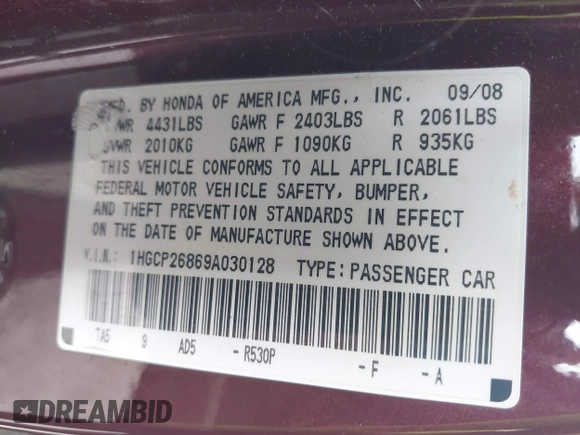 BY HONDA OF AMERICA MFG., INC. 09/08
4431LBS GAWR F 2403LBS R 2061LBS
GVWR 2010KG GAWR F 1090KG R 935KG
THIS VEHICLE CONFORMS TO ALL APPLICABLE
FEDERAL MOTOR VEHICLE SAFETY, BUMPER,
AND THEFT PREVENTION STANDARDS IN EFFECT
ON THE DATE OF MANUFACTURE SHOWN ABOVE.
V.I.N.: 1HGCP26869A030128 TYPE: PASSENGER CAR
TA5 9 AD5 - R530P - F - A
DREAMBID